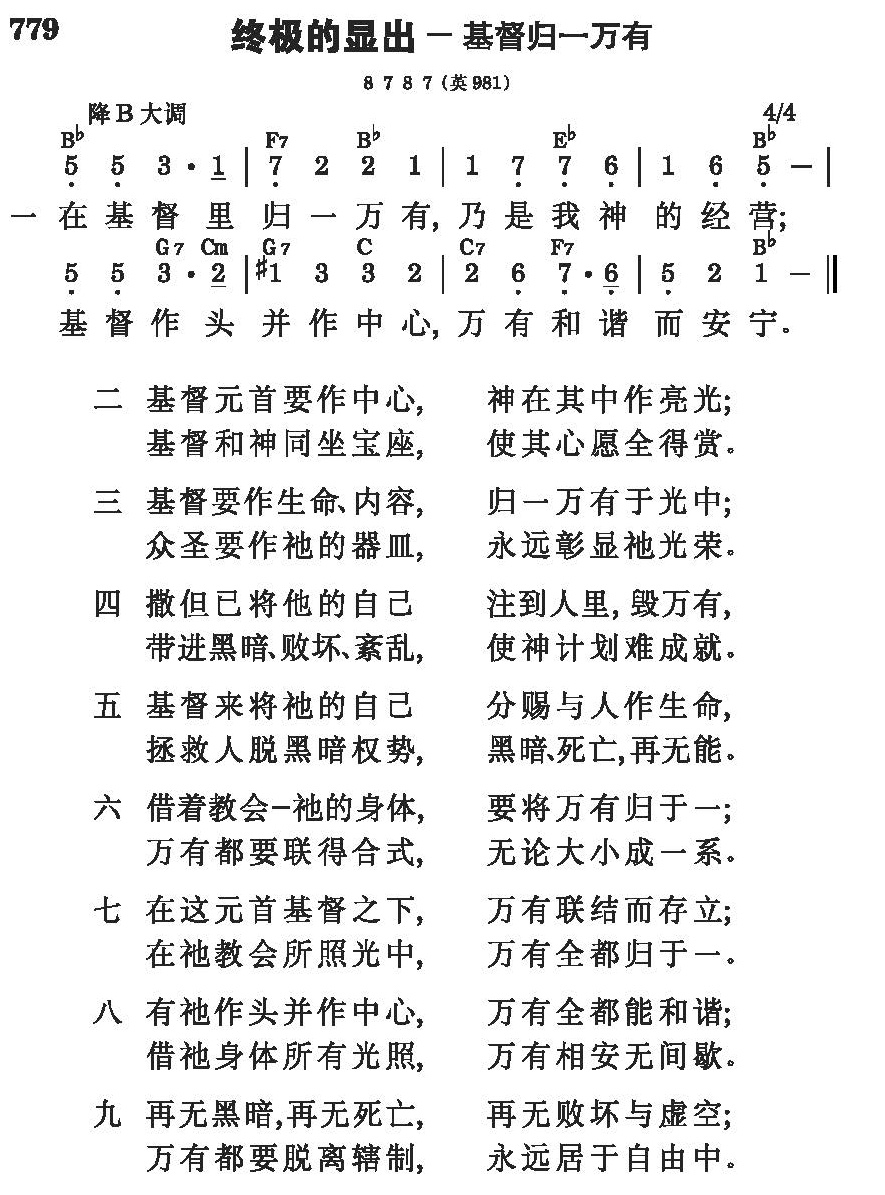 779
终极的显出－基督归一万有
8 7 8 7 (英 981)
降 B 大调 4/4
B♭ F7 B♭ E♭ B♭
5 5 3 · 1 | 7 2 2 1 | 1 7 7 6 | 1 6 5 － |
一 在基督里归一万有, 乃是我神的经营;
G7 Cm G7 C C7 F7 B♭
5 5 3 · 2 | #1 3 3 2 | 2 6 7 · 6 | 5 2 1 － ||
基督作头并作中心, 万有和谐而安宁。
二 基督元首要作中心, 神在其中作亮光;
基督和神同坐宝座, 使其心愿全得赏。
三 基督要作生命、内容, 归一万有于光中;
众圣要作祂的器皿, 永远彰显祂光荣。
四 撒但已将他的自己 注到人里, 毁万有,
带进黑暗、败坏、紊乱, 使神计划难成就。
五 基督来将祂的自己 分赐与人作生命,
拯救人脱黑暗权势, 黑暗、死亡, 再无能。
六 借着教会－祂的身体, 要将万有归于一;
万有都要联得合式, 无论大小成一系。
七 在这元首基督之下, 万有联结而存立;
在祂教会所照光中, 万有全都归于一。
八 有祂作头并作中心, 万有全都能和谐;
借祂身体所有光照, 万有相安无间歇。
九 再无黑暗, 再无死亡, 再无败坏与虚空;
万有都要脱离辖制, 永远居于自由中。